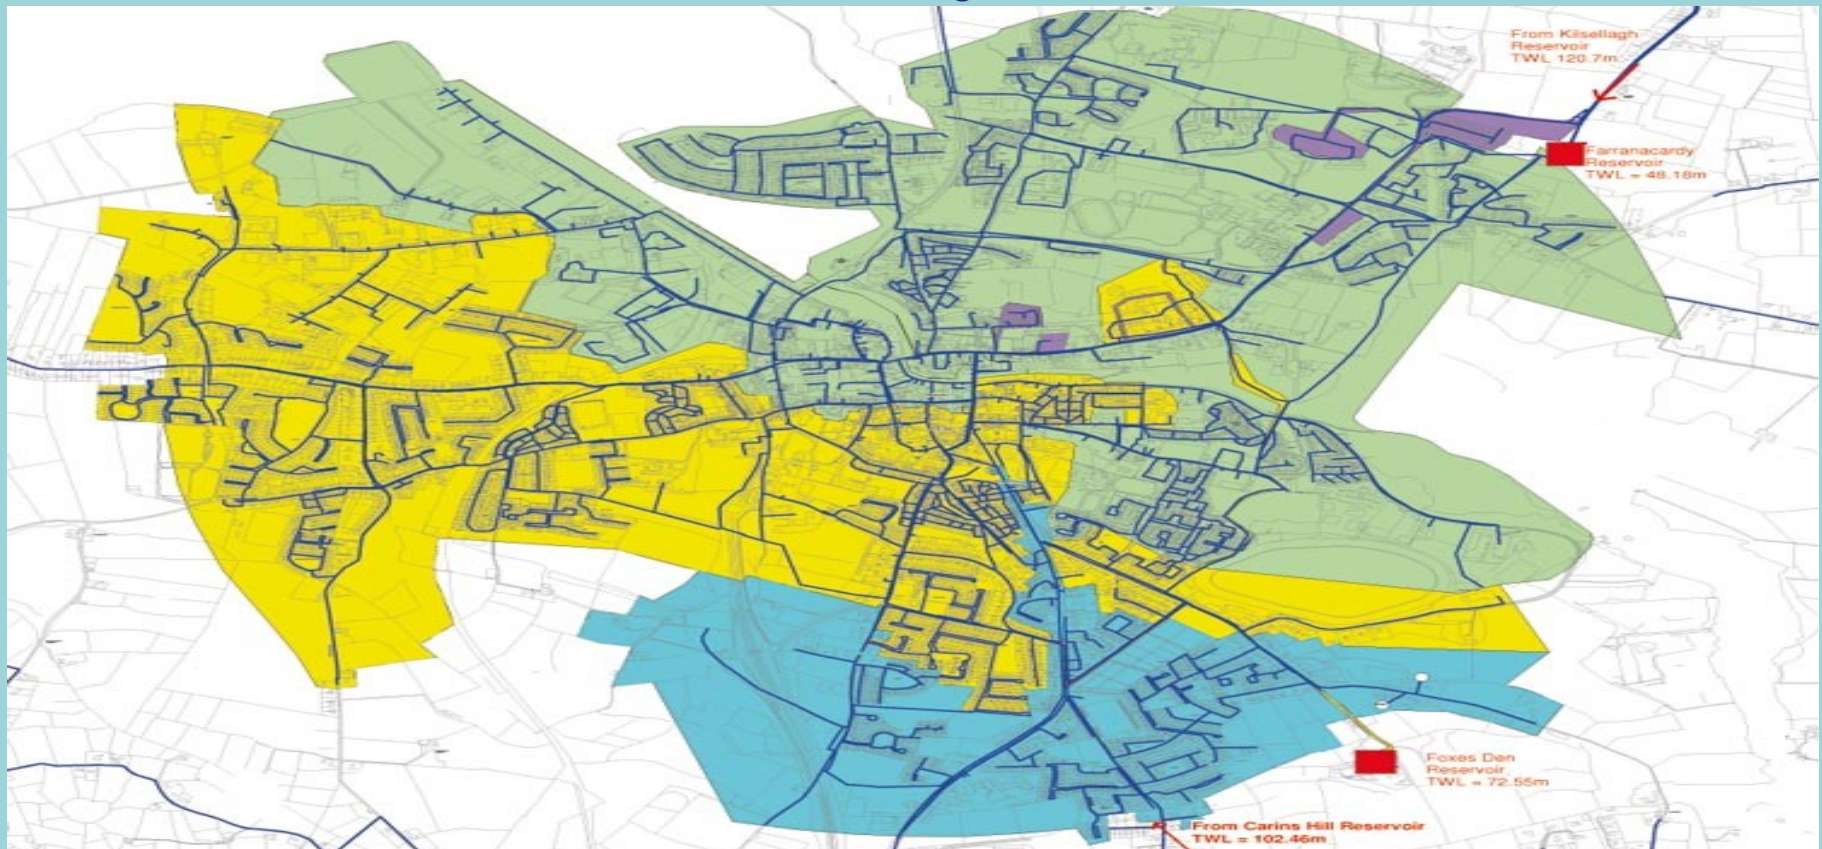 From Kilsellagh
Reservoir
TWL 120.7m
Farranacardy
Reservoir
TWL = 48.18m
Foxes Den
Reservoir
TWL = 72.55m
From Carins Hill Reservoir
TWL = 102.46m